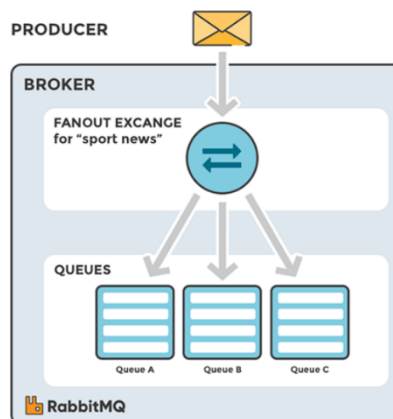 PRODUCER
BROKER
FANOUT EXCANGE
for “sport news”
QUEUES
Queue A
Queue B
Queue C
RabbitMQ